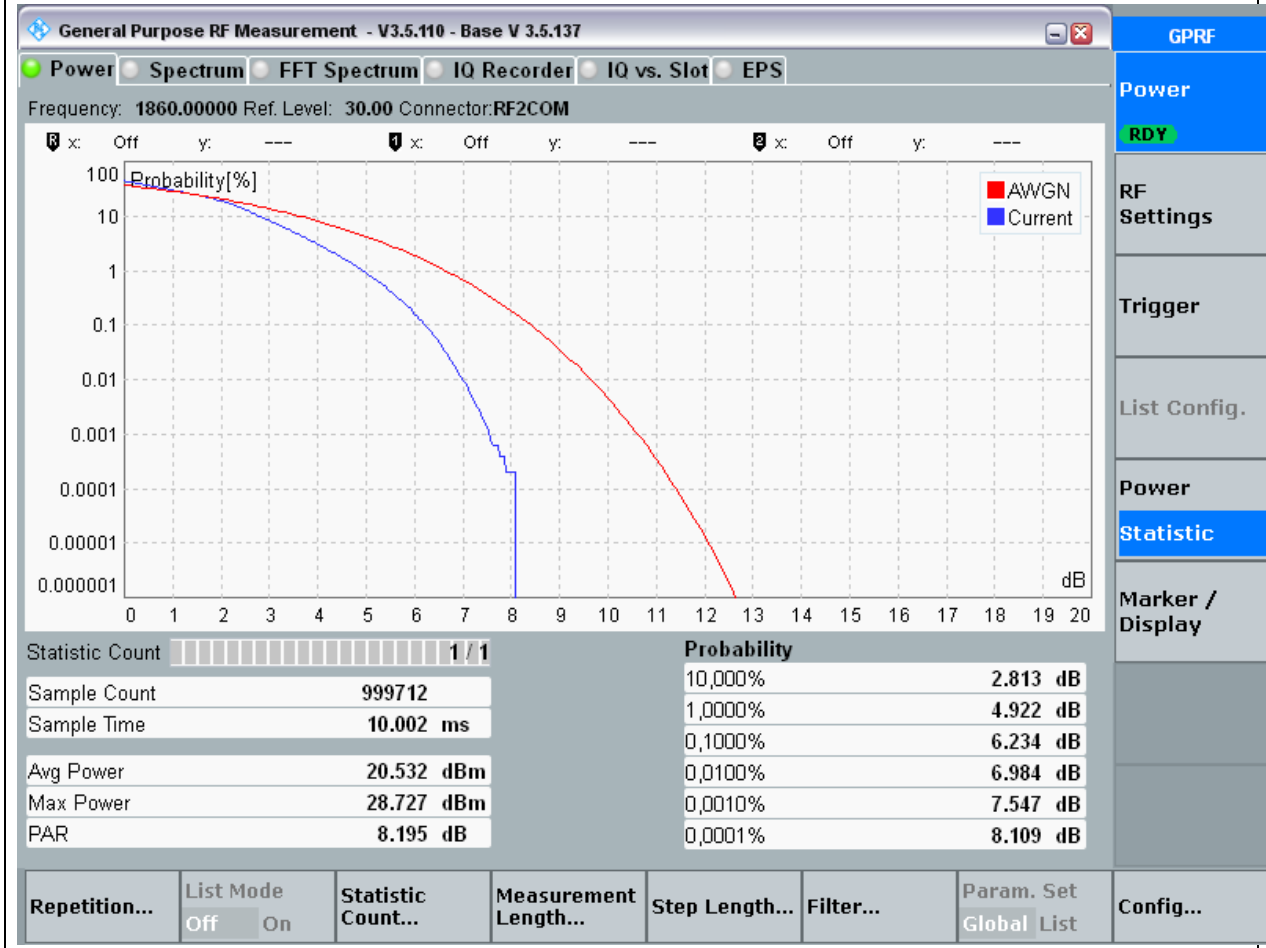 General Purpose RF Measurement - V3.5.110 - Base V 3.5.137
GPRF
Power Spectrum FFT Spectrum IQ Recorder IQ vs. Slot EPS
Frequency: 1860.00000 Ref. Level: 30.00 Connector:RF2COM
R x: Off y: --- 1 x: Off y: --- 2 x: Off y: ---
Probability[%]
100
10
1
0.1
0.01
0.001
0.0001
0.00001
0.000001
AWGN
Current
dB
0 1 2 3 4 5 6 7 8 9 10 11 12 13 14 15 16 17 18 19 20
Statistic Count 1 / 1
Sample Count 999712
Sample Time 10.002 ms
Avg Power 20.532 dBm
Max Power 28.727 dBm
PAR 8.195 dB
Probability
10,000% 2.813 dB
1,0000% 4.922 dB
0,1000% 6.234 dB
0,0100% 6.984 dB
0,0010% 7.547 dB
0,0001% 8.109 dB
Power
RDY
RF
Settings
Trigger
List Config.
Power
Statistic
Marker /
Display
Repetition...
List Mode
Off On
Statistic
Count...
Measurement
Length...
Step Length...
Filter...
Param. Set
Global List
Config...